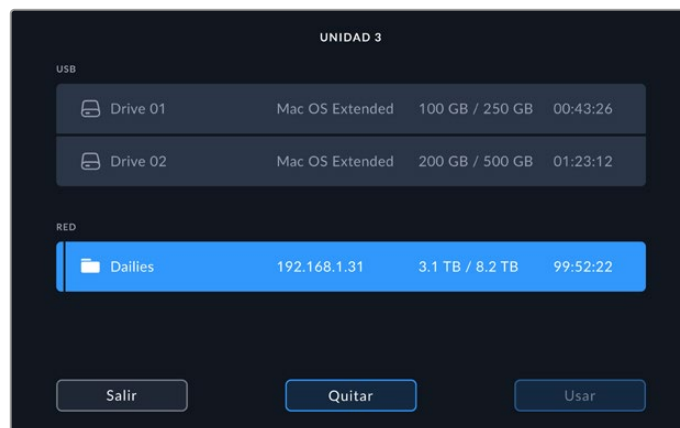 UNIDAD 3
USB
Drive 01 Mac OS Extended 100 GB / 250 GB 00:43:26
Drive 02 Mac OS Extended 200 GB / 500 GB 01:23:12
RED
Dailies 192.168.1.31 3.1 TB / 8.2 TB 99:52:22
Salir Quitar Usar